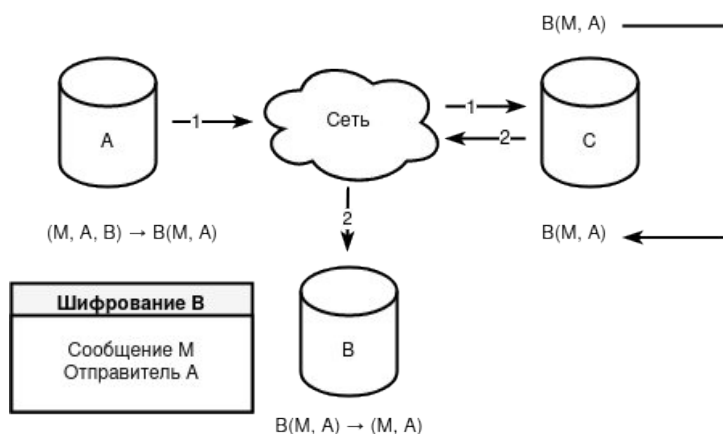 B(M, A)
A
1
Сеть
1
2
C
(M, A, B) → B(M, A)
2
B(M, A)
Шифрование B
Сообщение M
Отправитель A
B
B(M, A) → (M, A)